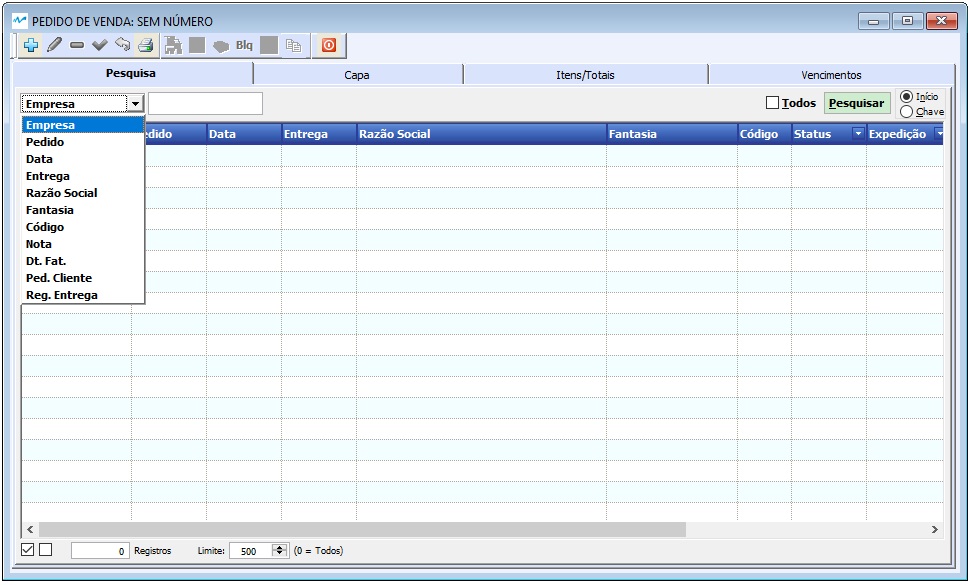 PEDIDO DE VENDA: SEM NÚMERO
Blq
Pesquisa Capa Itens/Totais Vencimentos
Empresa Todos Pesquisar Início
Chave
Data Entrega Razão Social Fantasia Código Status Expedição
Empresa
Pedido
Data
Entrega
Razão Social
Fantasia
Código
Nota
Dt. Fat.
Ped. Cliente
Reg. Entrega
0 Registros Limite: 500 (0 = Todos)